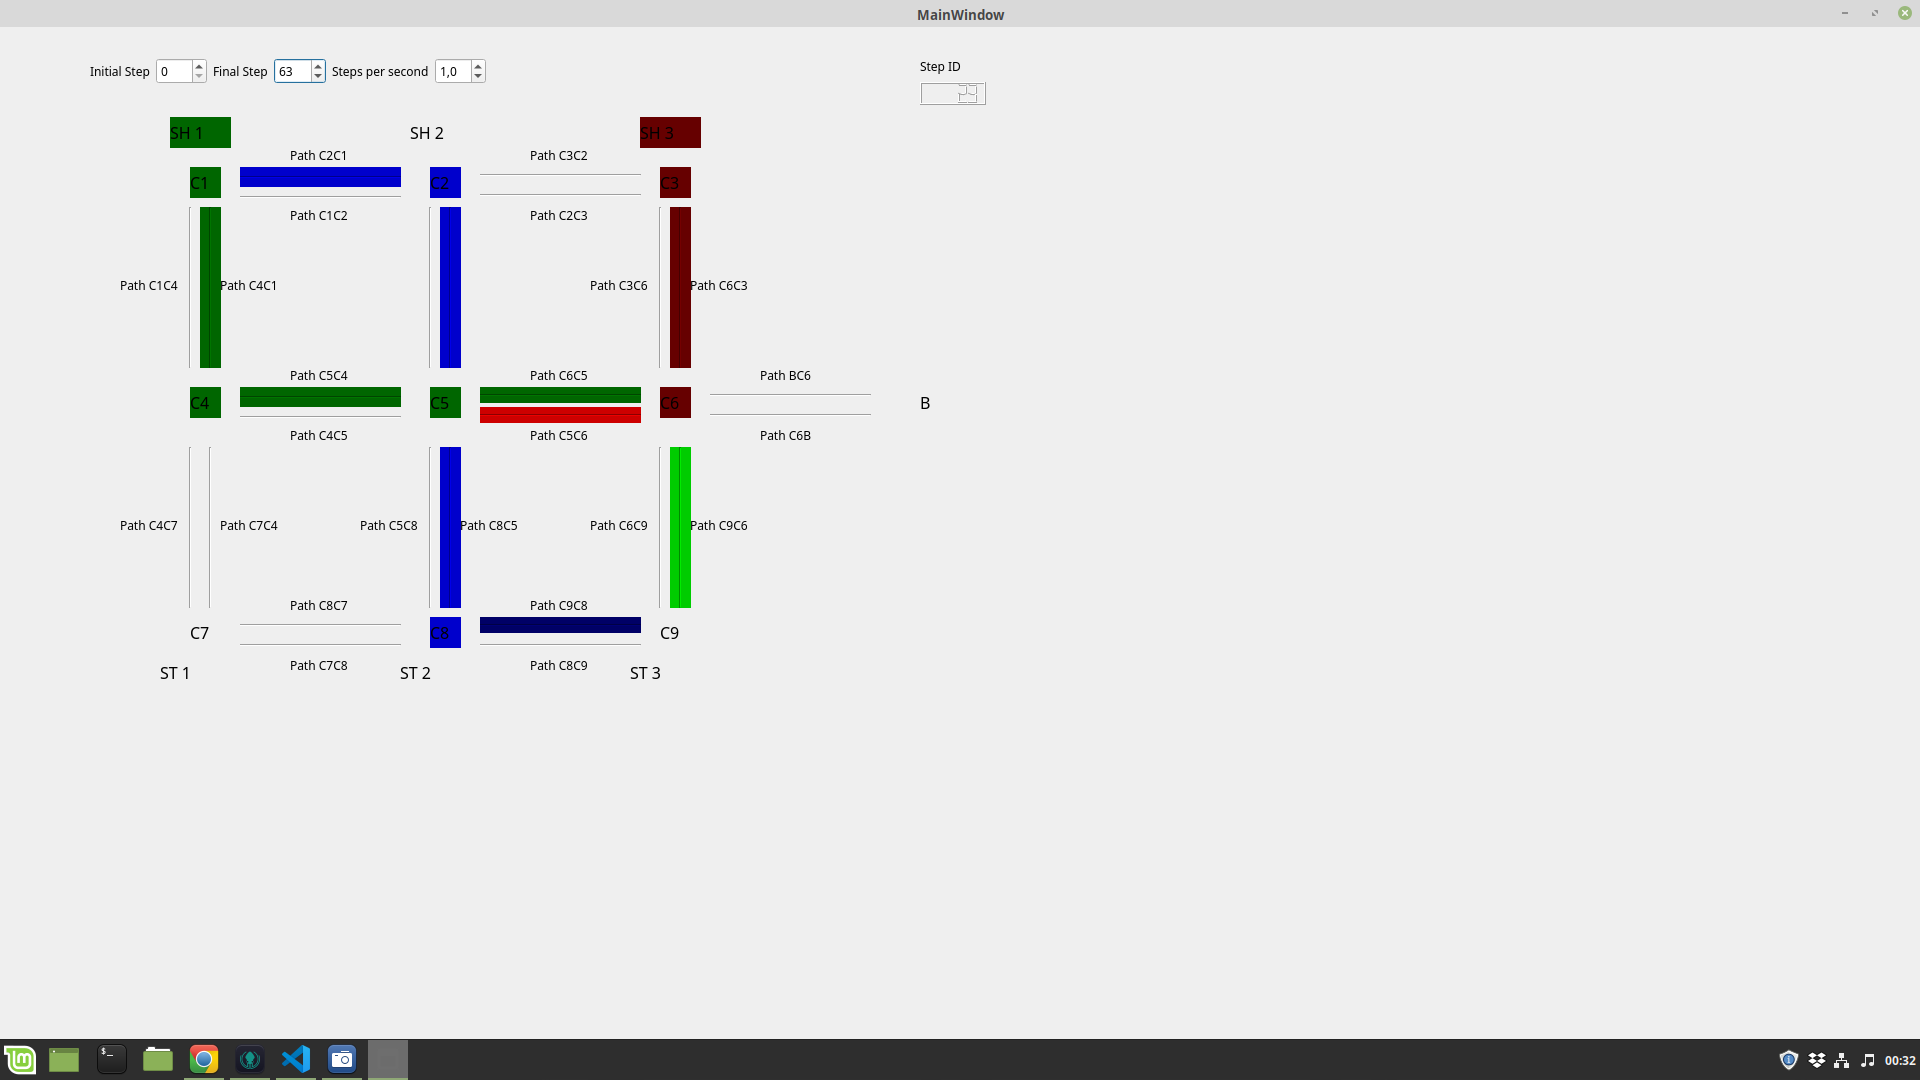 MainWindow
Initial Step 0 Final Step 63 Steps per second 1,0
Step ID
29
SH 1 SH 2 SH 3
Path C2C1 Path C3C2
C1 C2 C3
Path C1C2 Path C2C3
Path C1C4 Path C4C1 Path C3C6 Path C6C3
Path C5C4 Path C6C5 Path BC6
C4 C5 C6 B
Path C4C5 Path C5C6 Path C6B
Path C4C7 Path C7C4 Path C5C8 Path C8C5 Path C6C9 Path C9C6
Path C8C7 Path C9C8
C7 C8 C9
Path C7C8 Path C8C9
ST 1 ST 2 ST 3
00:32